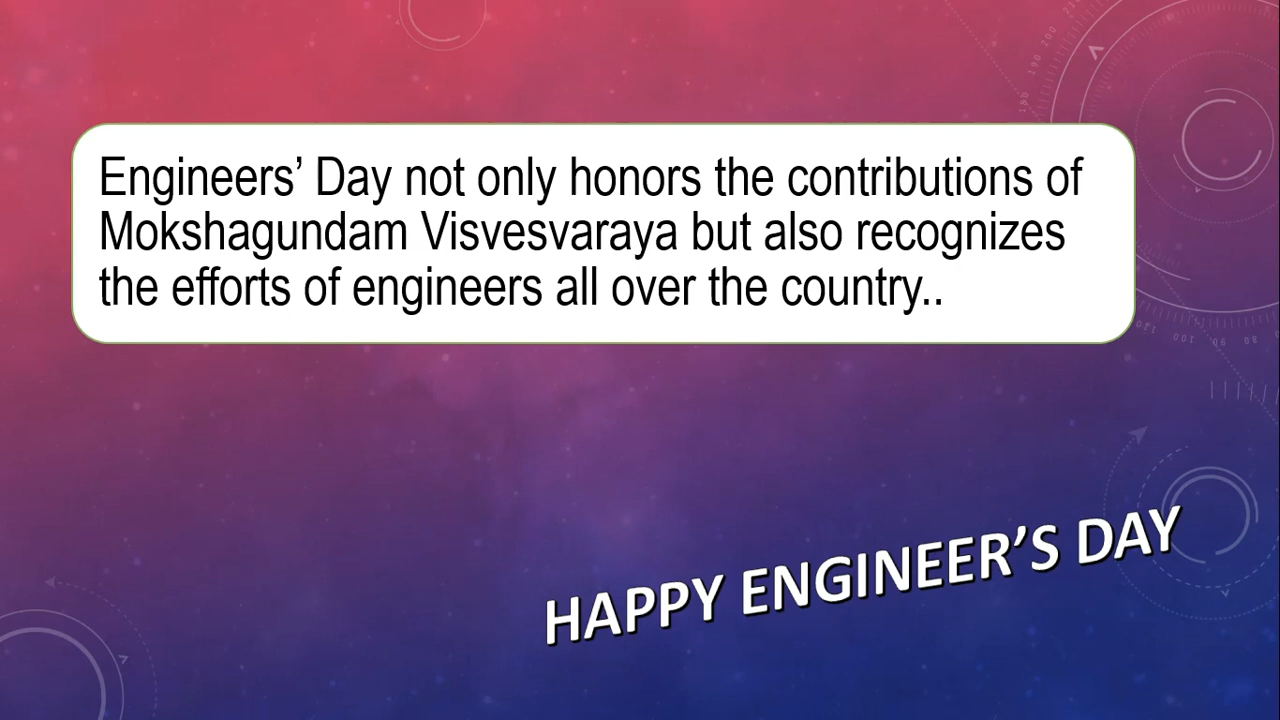 Engineers’ Day not only honors the contributions of
Mokshagundam Visvesvaraya but also recognizes
the efforts of engineers all over the country..
HAPPY ENGINEER’S DAY